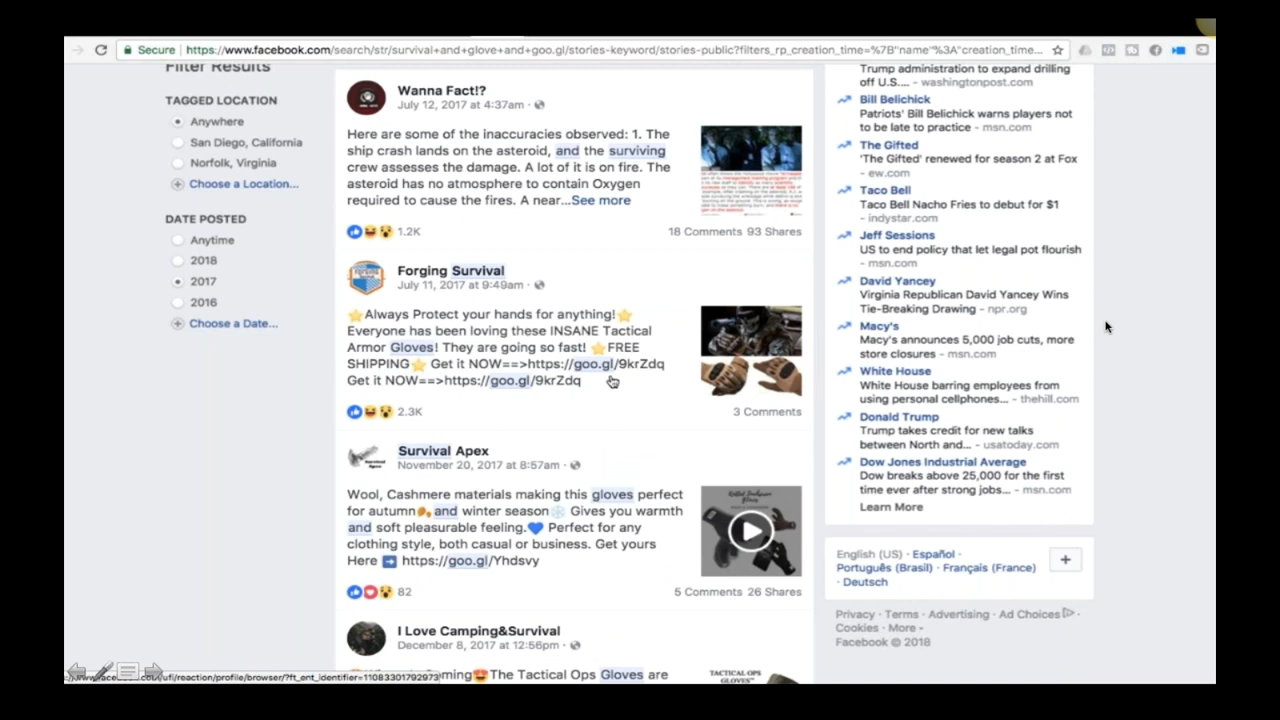 Secure https://www.facebook.com/search/str/survival+and+glove+and+goo.gl/stories-keyword/stories-public?filters_rp_creation_time=%7B"name"%3A"creation_time...
Filter Results
TAGGED LOCATION
Anywhere
San Diego, California
Norfolk, Virginia
Choose a Location...
DATE POSTED
Anytime
2018
2017
2016
Choose a Date...
Wanna Fact!?
July 12, 2017 at 4:37am ·
Here are some of the inaccuracies observed: 1. The
ship crash lands on the asteroid, and the surviving
crew assesses the damage. A lot of it is on fire. The
asteroid has no atmosphere to contain Oxygen
required to cause the fires. A near...See more
1.2K
18 Comments 93 Shares
Forging Survival
July 11, 2017 at 9:49am ·
⭐Always Protect your hands for anything!⭐
Everyone has been loving these INSANE Tactical
Armor Gloves! They are going so fast! ⭐FREE
SHIPPING⭐ Get it NOW==>https://goo.gl/9krZdq
Get it NOW==>https://goo.gl/9krZdq
2.3K
3 Comments
Survival Apex
November 20, 2017 at 8:57am ·
Wool, Cashmere materials making this gloves perfect
for autumn🍂, and winter season❄ Gives you warmth
and soft pleasurable feeling.💙 Perfect for any
clothing style, both casual or business. Get yours
Here ➡ https://goo.gl/Yhdsvy
82
5 Comments 26 Shares
I Love Camping&Survival
December 8, 2017 at 12:56pm ·
The Tactical Ops Gloves are
TACTICAL OPS
GLOVES
Trump administration to expand drilling
off U.S.... - washingtonpost.com
Bill Belichick
Patriots' Bill Belichick warns players not
to be late to practice - msn.com
The Gifted
'The Gifted' renewed for season 2 at Fox
- ew.com
Taco Bell
Taco Bell Nacho Fries to debut for $1
- indystar.com
Jeff Sessions
US to end policy that let legal pot flourish
- msn.com
David Yancey
Virginia Republican David Yancey Wins
Tie-Breaking Drawing - npr.org
Macy's
Macy's announces 5,000 job cuts, more
store closures - msn.com
White House
White House barring employees from
using personal cellphones... - thehill.com
Donald Trump
Trump takes credit for new talks
between North and... - usatoday.com
Dow Jones Industrial Average
Dow breaks above 25,000 for the first
time ever after strong jobs... - msn.com
Learn More
English (US) · Español ·
Português (Brasil) · Français (France)
· Deutsch
Privacy · Terms · Advertising · Ad Choices ·
Cookies · More
Facebook © 2018